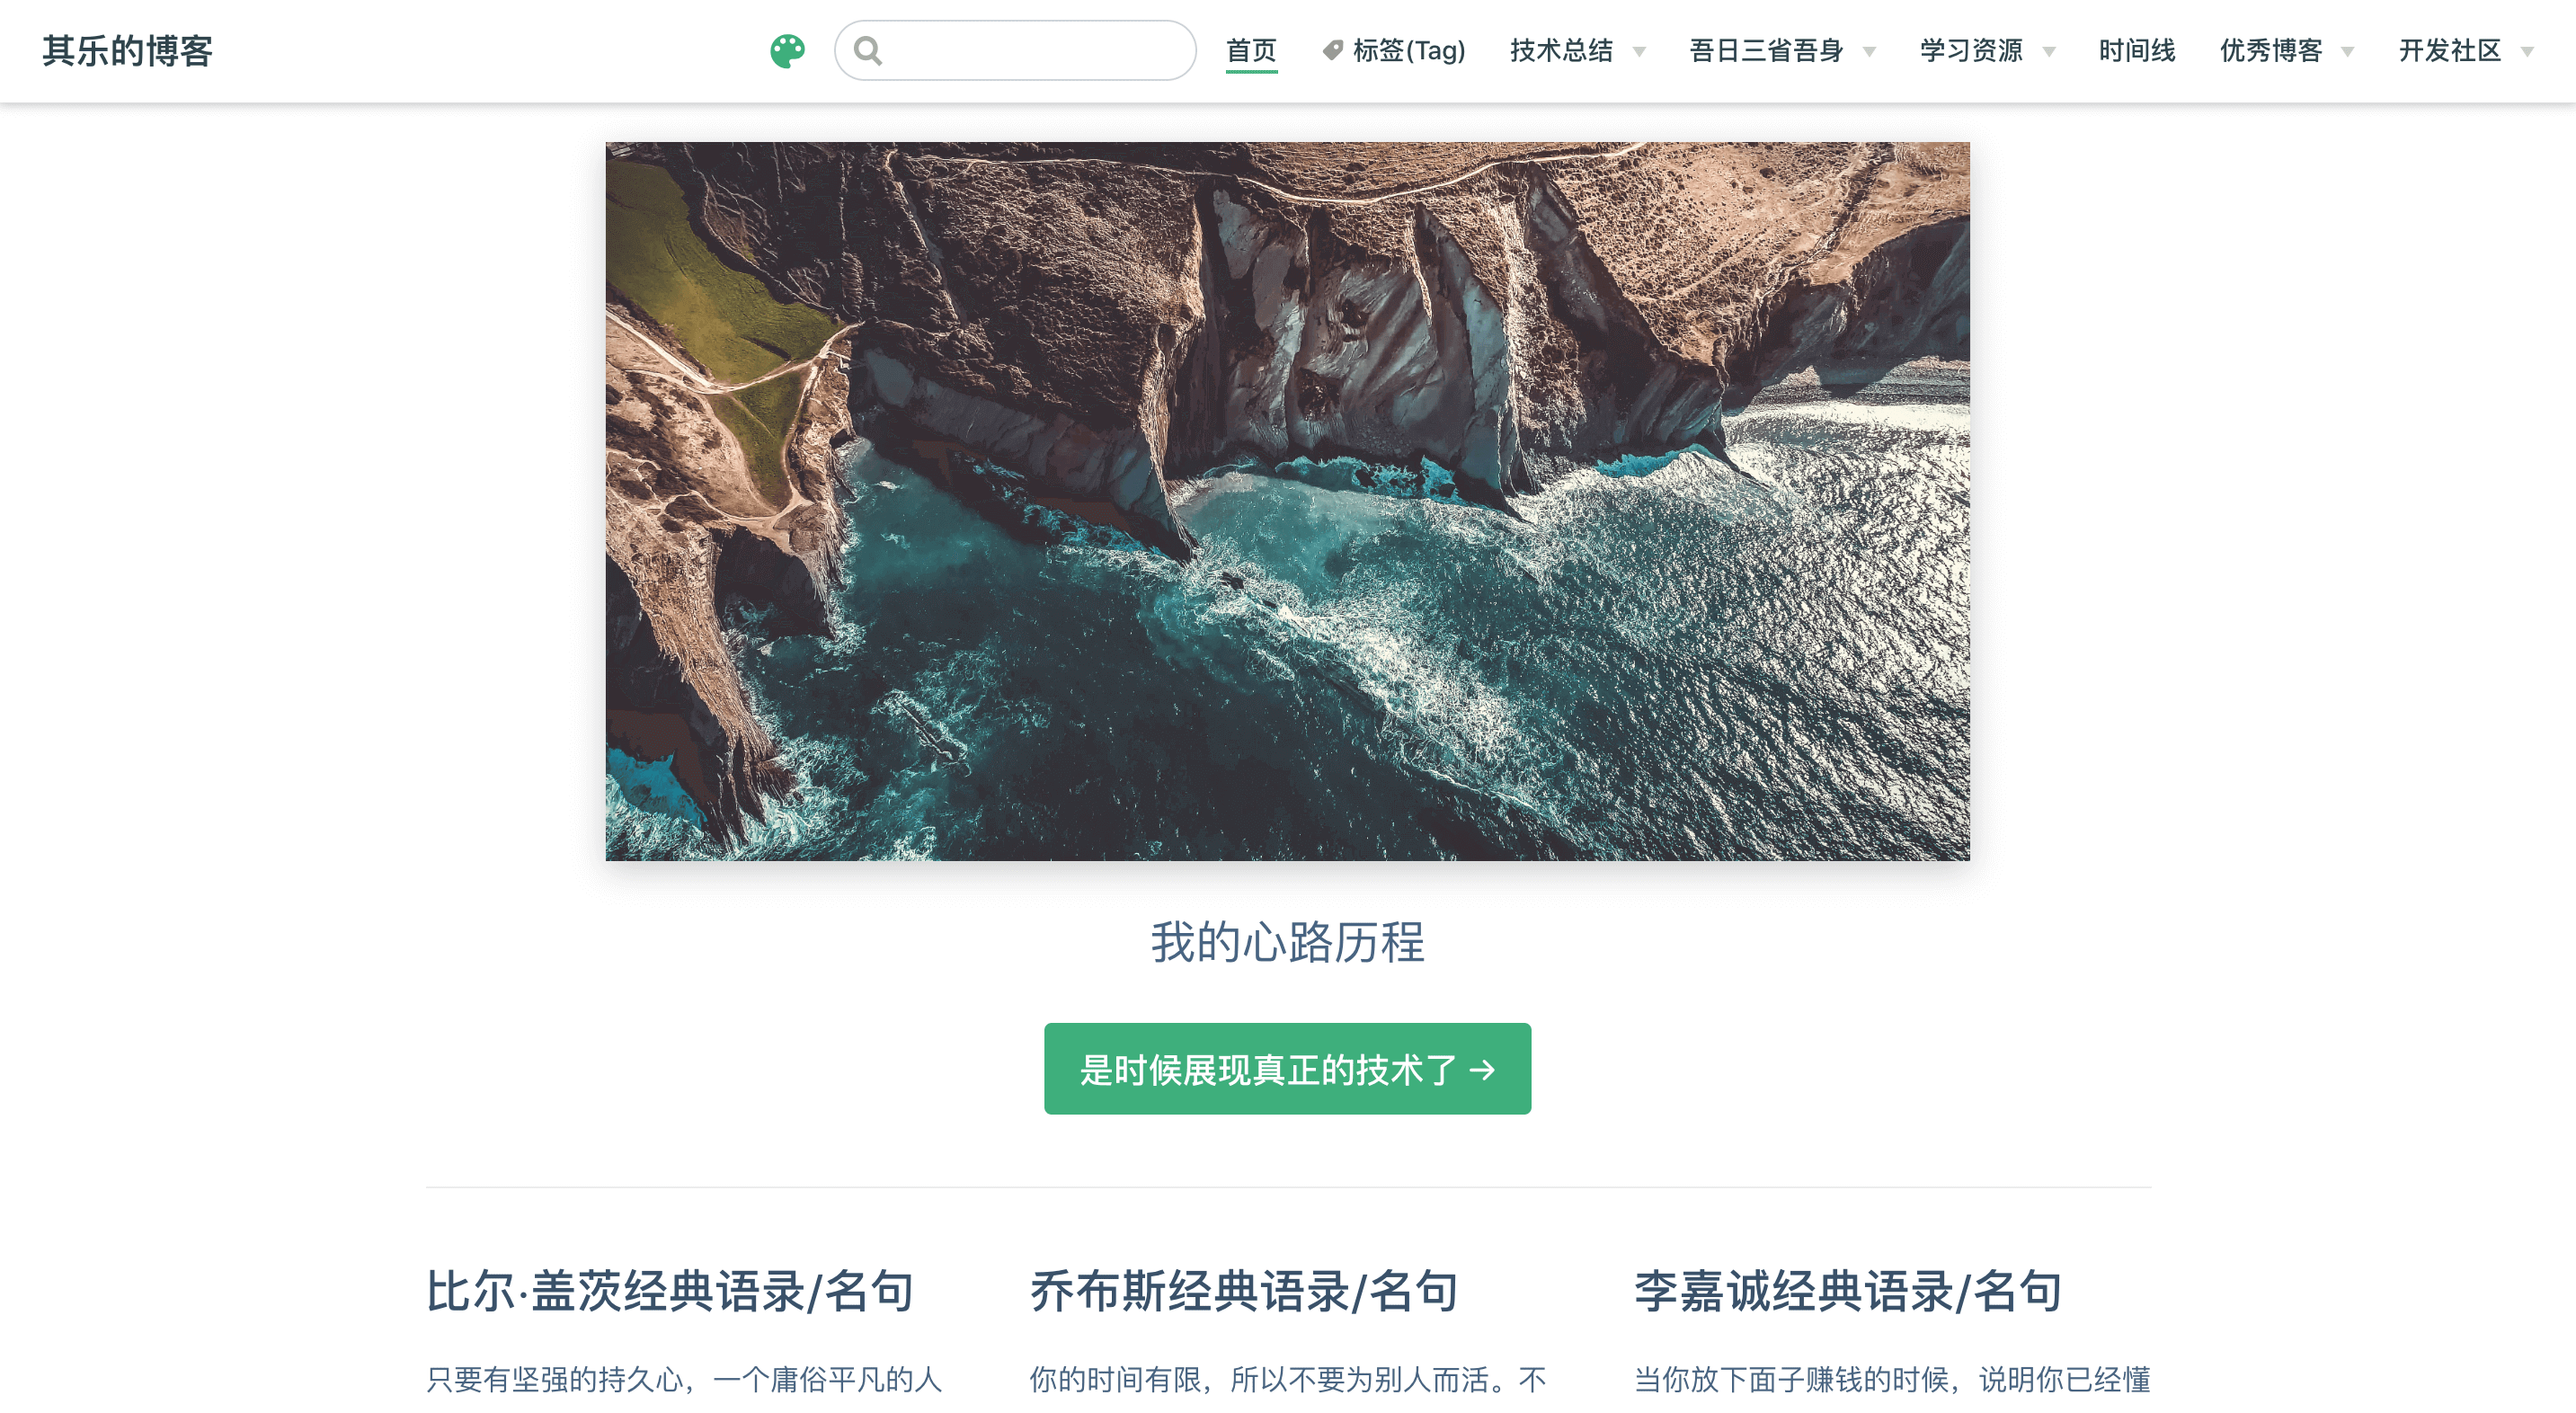 其乐的博客
首页 标签(Tag) 技术总结 吾日三省吾身 学习资源 时间线 优秀博客 开发社区
我的心路历程
是时候展现真正的技术了 →
比尔·盖茨经典语录/名句
只要有坚强的持久心，一个庸俗平凡的人
乔布斯经典语录/名句
你的时间有限，所以不要为别人而活。不
李嘉诚经典语录/名句
当你放下面子赚钱的时候，说明你已经懂